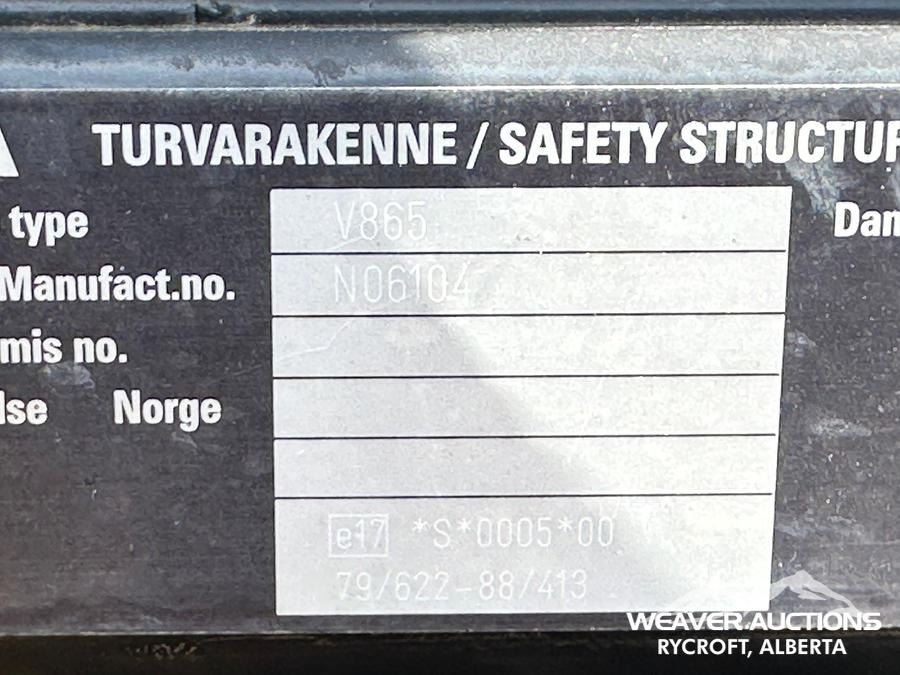 TURVARAKENNE / SAFETY STRUCTUR
type V865 Dan
Manufact.no. N06104
mis no.
lse Norge
e17 *S*0005*00
79/622-88/413
WEAVER AUCTIONS
RYCROFT, ALBERTA